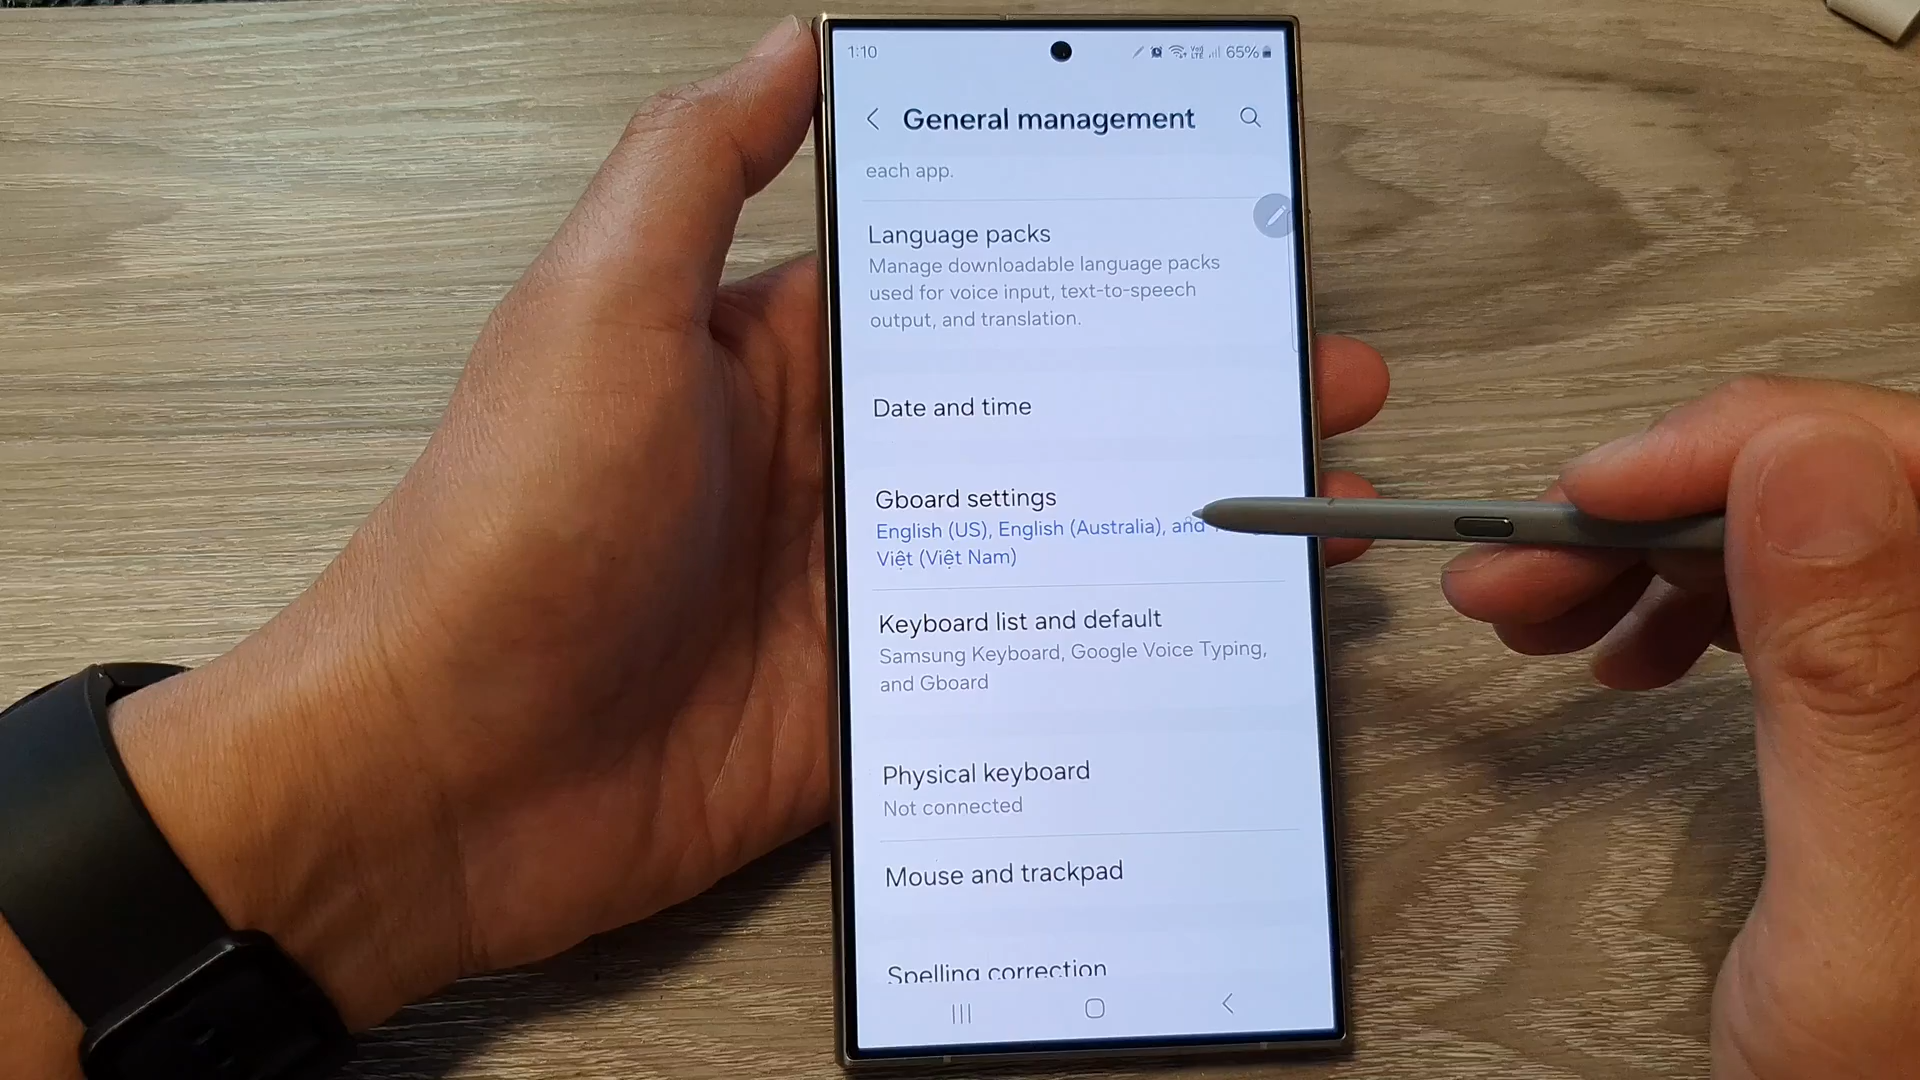 1:10 65%
General management
each app.
Language packs
Manage downloadable language packs
used for voice input, text-to-speech
output, and translation.
Date and time
Gboard settings
English (US), English (Australia), and
Việt (Việt Nam)
Keyboard list and default
Samsung Keyboard, Google Voice Typing,
and Gboard
Physical keyboard
Not connected
Mouse and trackpad
Spelling correction